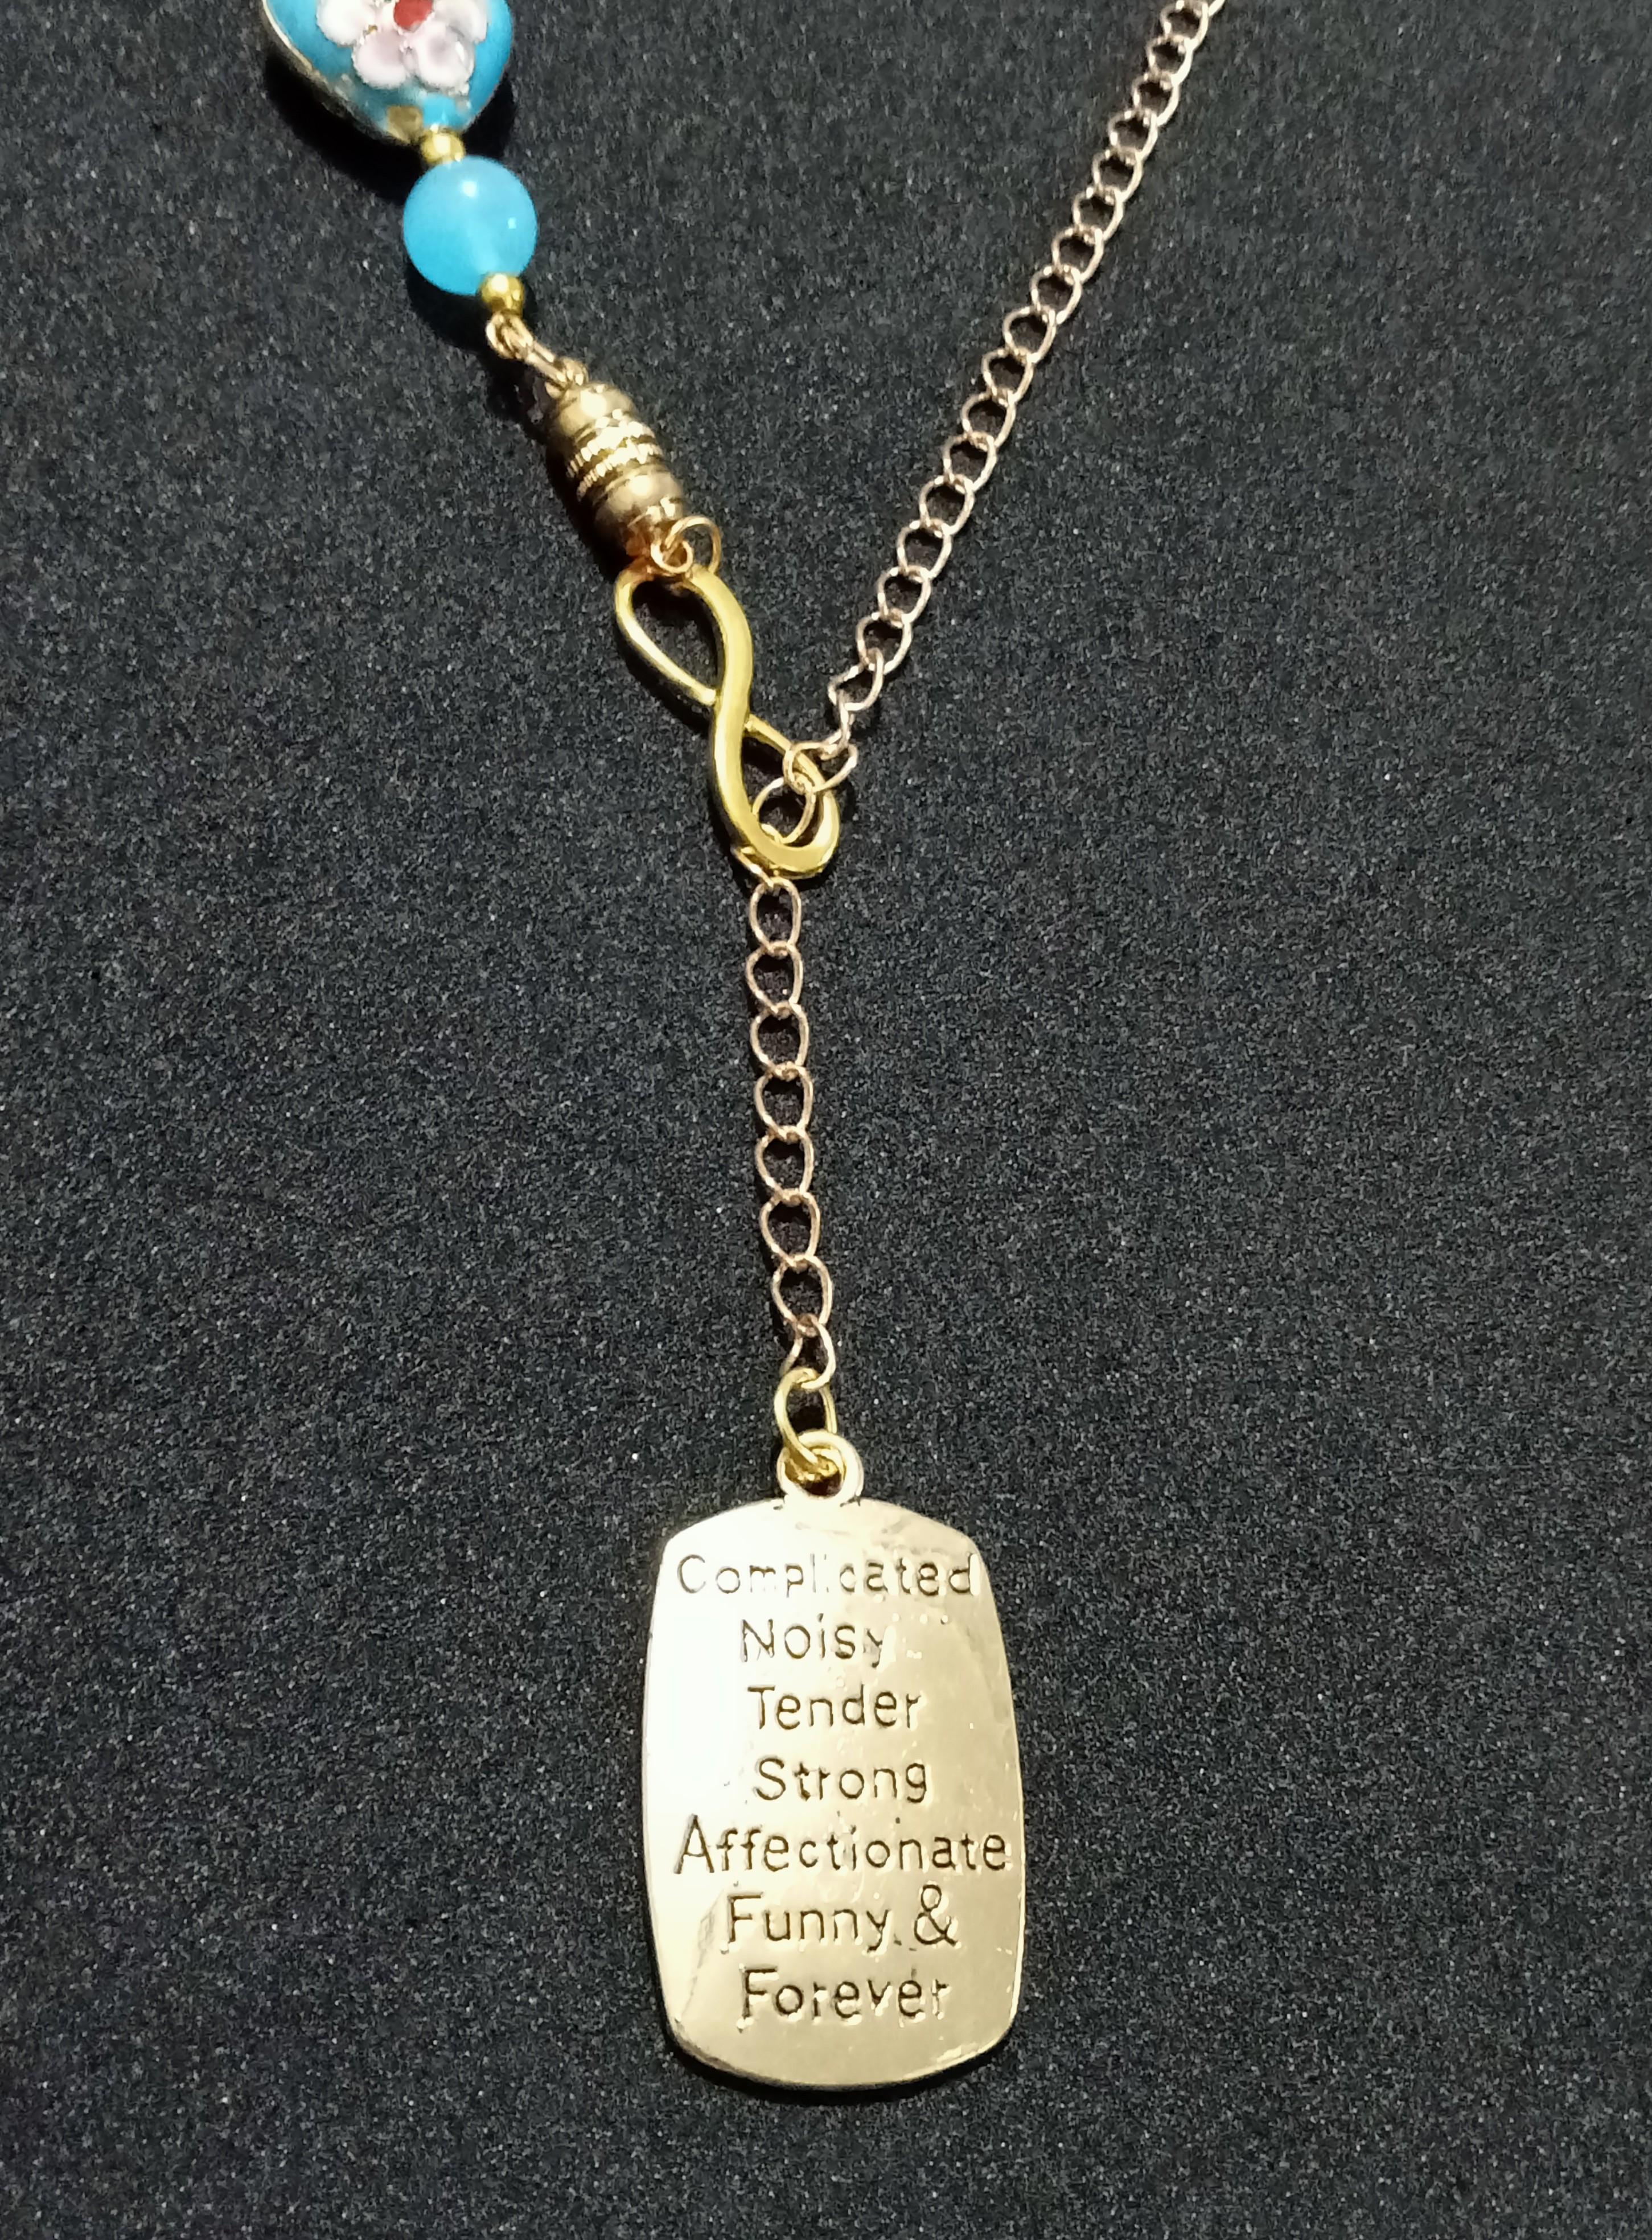 Complicated
Noisy
Tender
Strong
Affectionate
Funny &
Forever